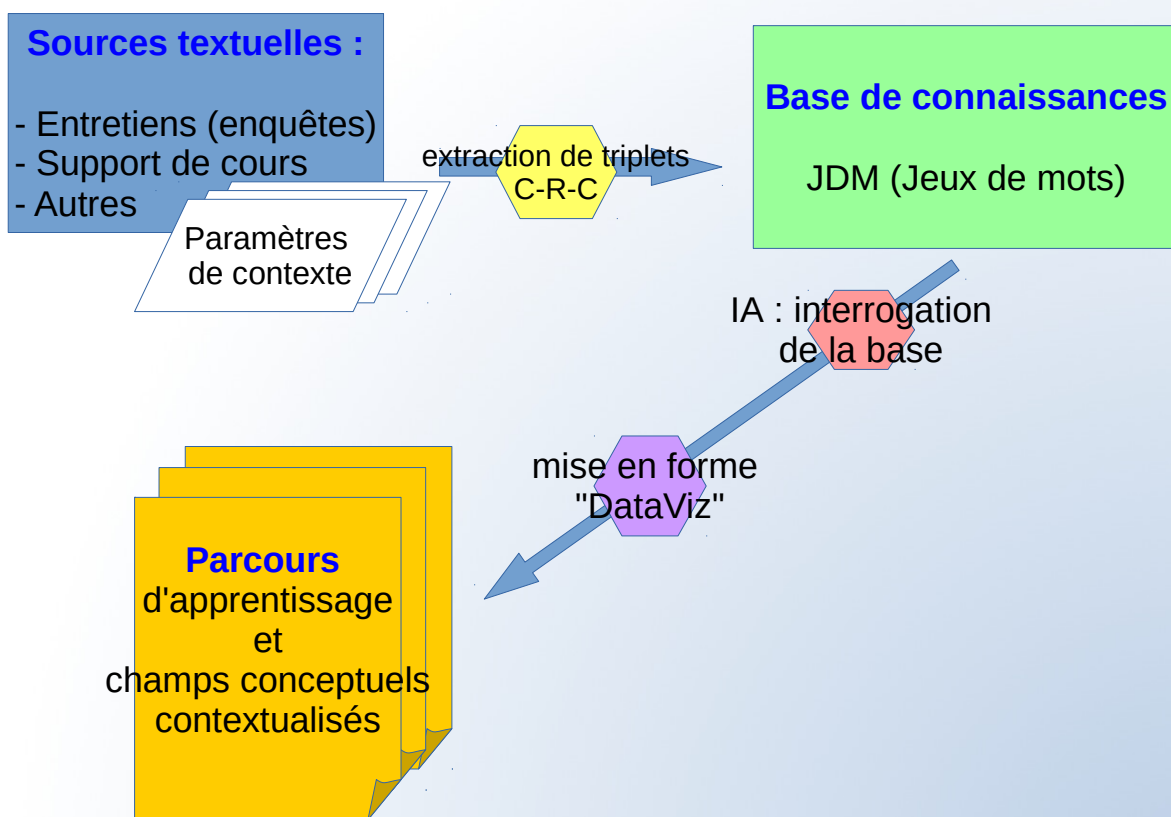 Sources textuelles :
- Entretiens (enquêtes)
- Support de cours
- Autres
Paramètres
de contexte
extraction de triplets
C-R-C
Base de connaissances
JDM (Jeux de mots)
IA : interrogation
de la base
mise en forme
"DataViz"
Parcours
d'apprentissage
et
champs conceptuels
contextualisés